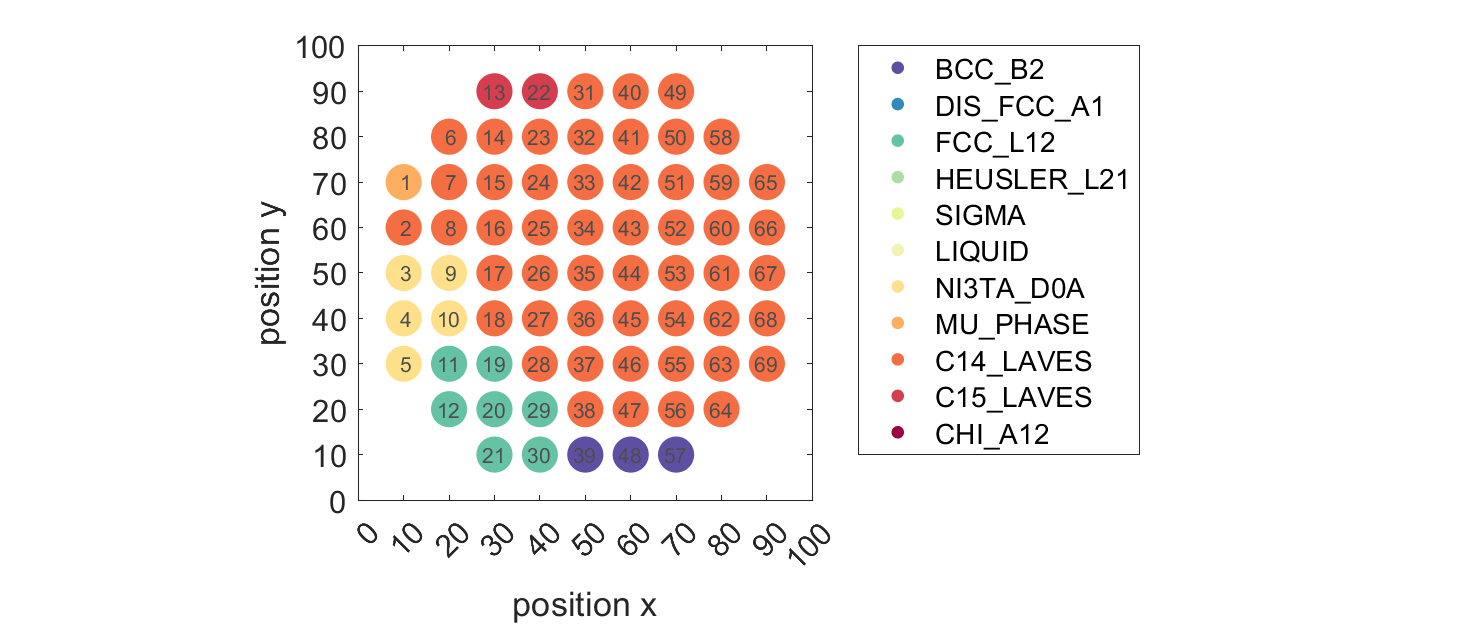 100
90
80
70
60
50
40
30
20
10
0
position y
13 22 31 40 49
6 14 23 32 41 50 58
1 7 15 24 33 42 51 59 65
2 8 16 25 34 43 52 60 66
3 9 17 26 35 44 53 61 67
4 10 18 27 36 45 54 62 68
5 11 19 28 37 46 55 63 69
12 20 29 38 47 56 64
21 30 39 48 57
0 10 20 30 40 50 60 70 80 90 100
position x
BCC_B2
DIS_FCC_A1
FCC_L12
HEUSLER_L21
SIGMA
LIQUID
NI3TA_D0A
MU_PHASE
C14_LAVES
C15_LAVES
CHI_A12